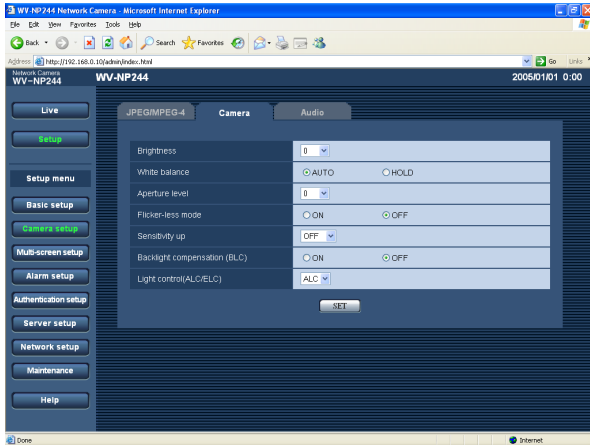 WV-NP244 Network Camera - Microsoft Internet Explorer
File Edit View Favorites Tools Help
Back Search Favorites
Address http://192.168.0.10/admin/index.html Go Links »
Network Camera
WV-NP244
WV-NP244 2005/01/01 0:00
Live
Setup
Setup menu
Basic setup
Camera setup
Multi-screen setup
Alarm setup
Authentication setup
Server setup
Network setup
Maintenance
Help
JPEG/MPEG-4 Camera Audio
Brightness 0
White balance AUTO HOLD
Aperture level 0
Flicker-less mode ON OFF
Sensitivity up OFF
Backlight compensation (BLC) ON OFF
Light control(ALC/ELC) ALC
SET
Done Internet